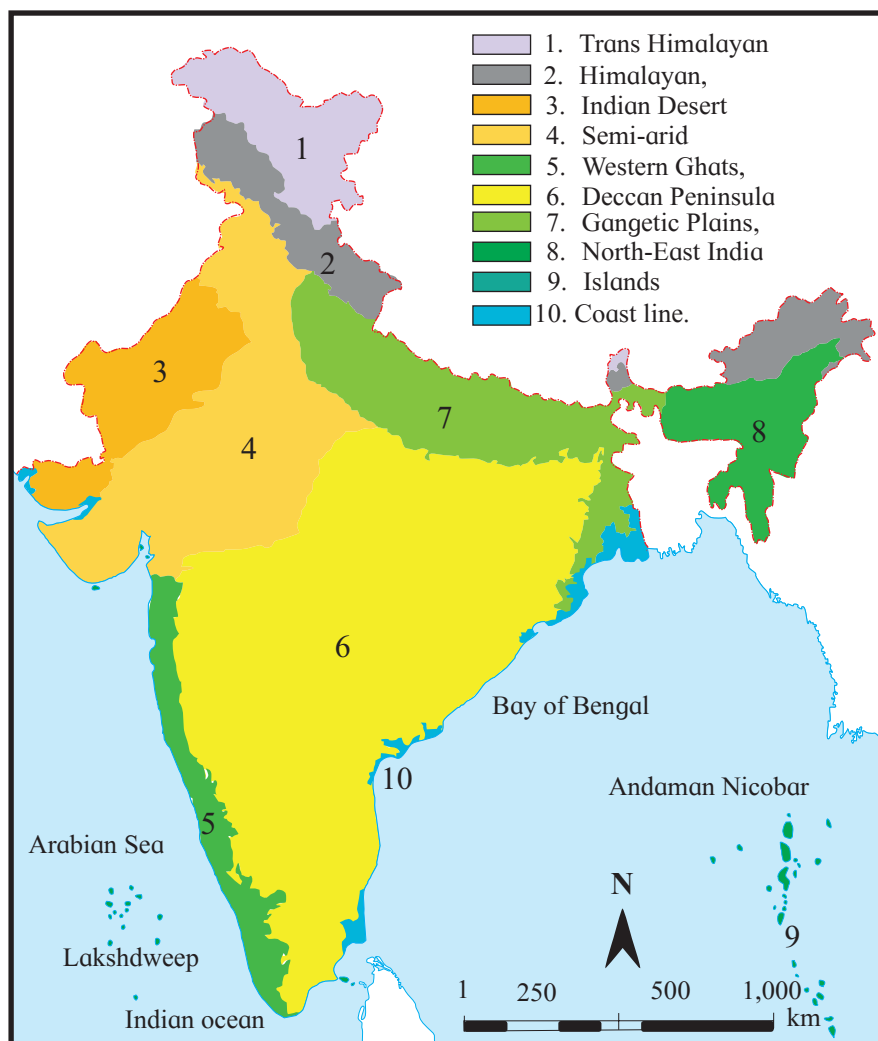 1. Trans Himalayan
2. Himalayan,
3. Indian Desert
4. Semi-arid
5. Western Ghats,
6. Deccan Peninsula
7. Gangetic Plains,
8. North-East India
9. Islands
10. Coast line.
1
2
3
4
7
8
6
Bay of Bengal
10
Andaman Nicobar
5
Arabian Sea
N
9
Lakshdweep
1 250 500 1,000
km
Indian ocean